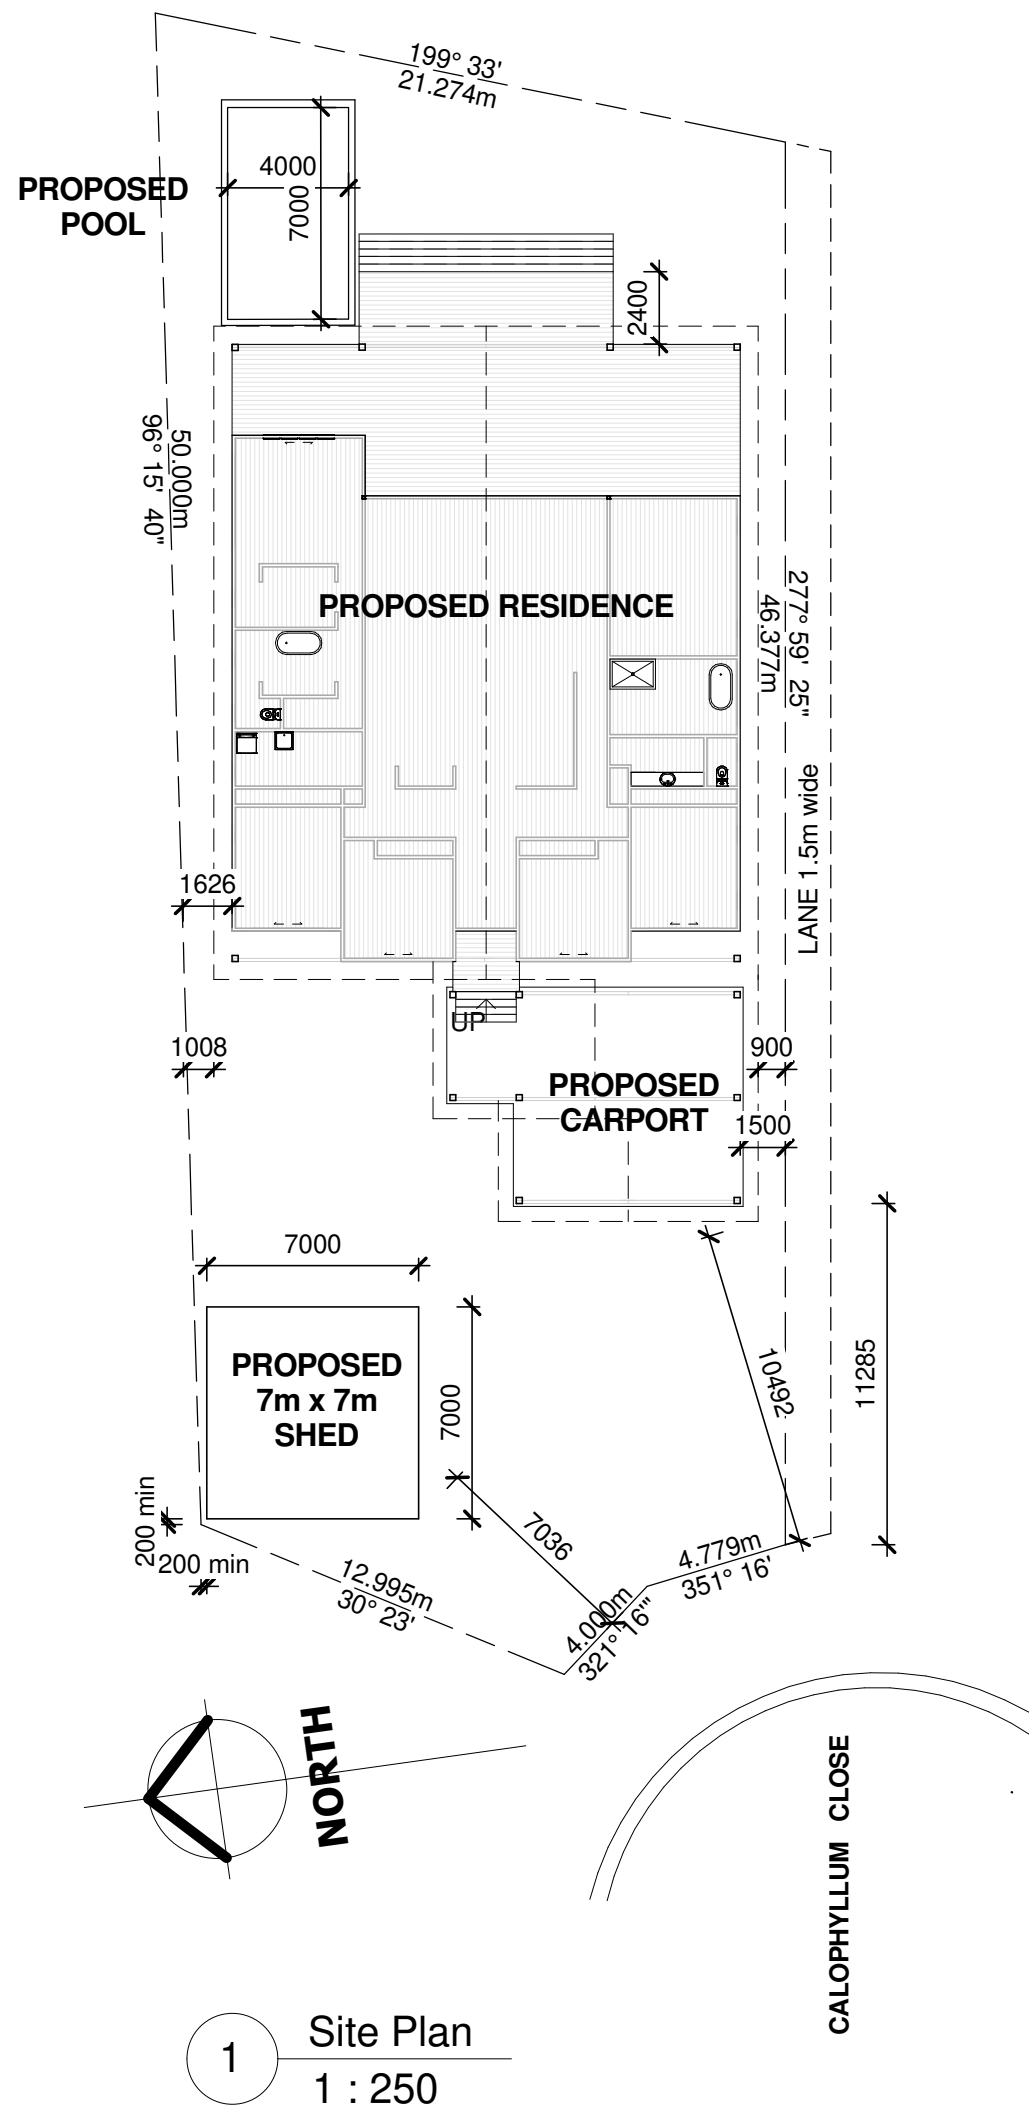 199° 33'
21.274m
PROPOSED
POOL
4000
7000
2400
50.000m
96° 15' 40"
PROPOSED RESIDENCE
277° 59' 25"
46.377m
LANE 1.5m wide
1626
UP
1008
900
PROPOSED
CARPORT
1500
7000
PROPOSED
7m x 7m
SHED
7000
10492
11285
200 min
200 min
7036
12.995m
30° 23'
4.000m
321° 16'"
4.779m
351° 16'
NORTH
CALOPHYLLUM CLOSE
1
Site Plan
1 : 250